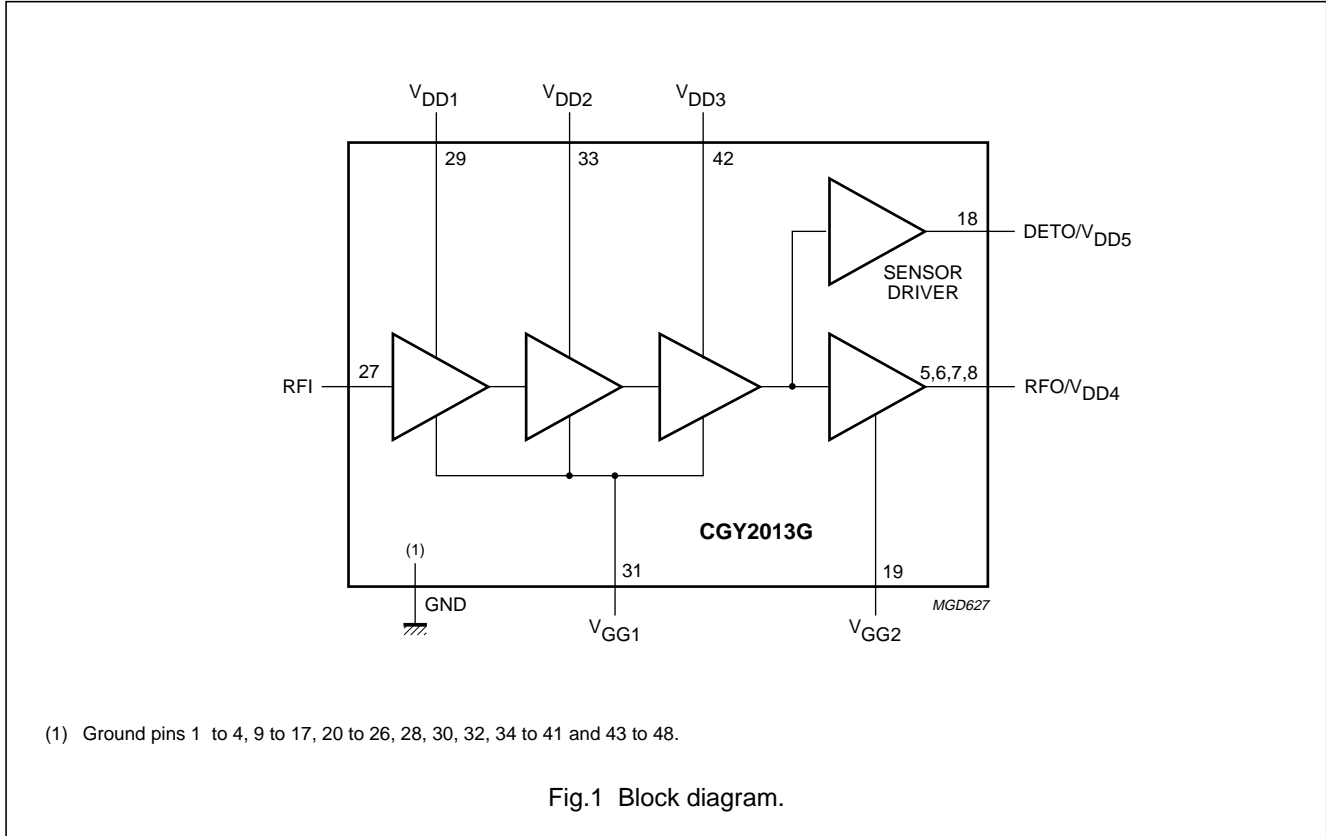 VDD1 VDD2 VDD3
29 33 42
18 DETO/VDD5
SENSOR
DRIVER
RFI 27 5,6,7,8 RFO/VDD4
CGY2013G
(1)
31 19
GND MGD627
VGG1 VGG2
(1) Ground pins 1 to 4, 9 to 17, 20 to 26, 28, 30, 32, 34 to 41 and 43 to 48.
Fig.1 Block diagram.